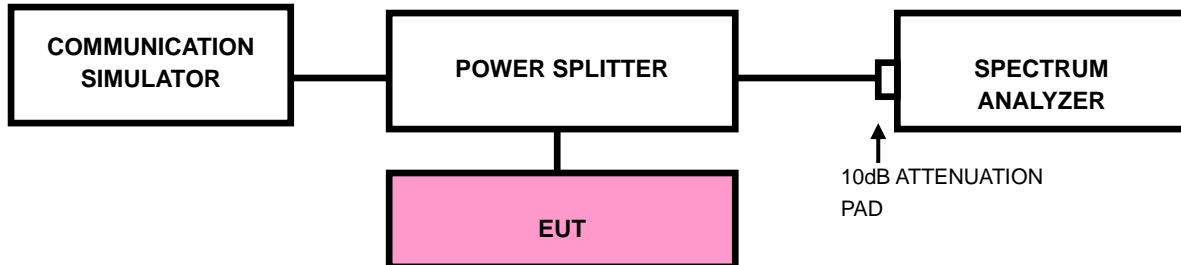 COMMUNICATION
SIMULATOR
POWER SPLITTER
SPECTRUM
ANALYZER
10dB ATTENUATION
PAD
EUT